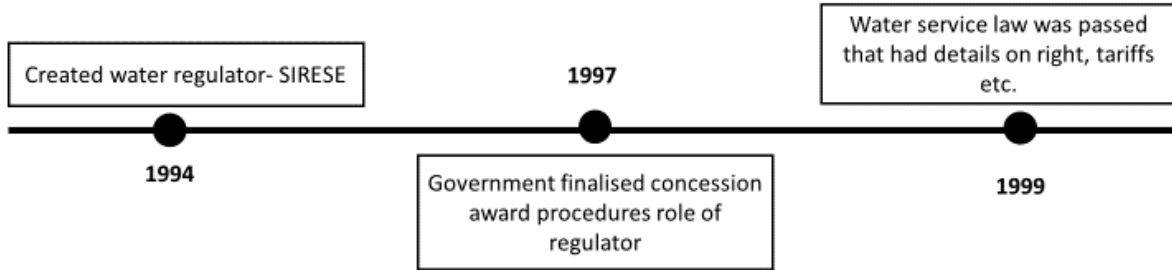 Created water regulator- SIRESE
1994
1997
Government finalised concession
award procedures role of
regulator
Water service law was passed
that had details on right, tariffs
etc.
1999